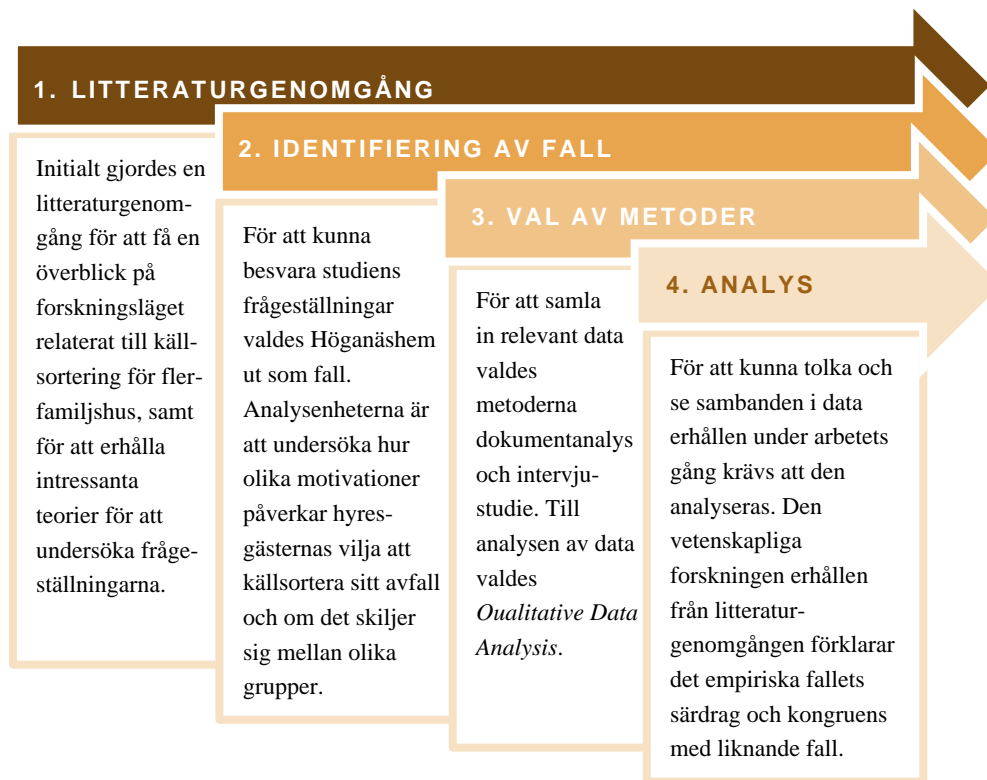 1. LITTERATURGENOMGÅNG
Initialt gjordes en
litteraturgenom-
gång för att få en
överblick på
forskningsläget
relaterat till käll-
sortering för fler-
familjshus, samt
för att erhålla
intressanta
teorier för att
undersöka fråge-
ställningarna.
2. IDENTIFIERING AV FALL
För att kunna
besvara studiens
frågeställningar
valdes Höganäshem
ut som fall.
Analysenheterna är
att undersöka hur
olika motivationer
påverkar hyres-
gästernas vilja att
källsortera sitt avfall
och om det skiljer
sig mellan olika
grupper.
3. VAL AV METODER
För att samla
in relevant data
valdes
metoderna
dokumentanalys
och intervju-
studie. Till
analysen av data
valdes
Oualitative Data
Analysis.
4. ANALYS
För att kunna tolka och
se sambanden i data
erhållen under arbetets
gång krävs att den
analyseras. Den
vetenskapliga
forskningen erhållen
från litteratur-
genomgången förklarar
det empiriska fallets
särdrag och kongruens
med liknande fall.